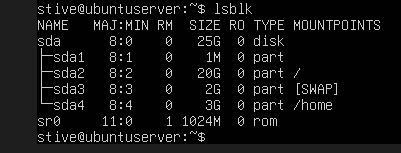 stive@ubuntuserver:~$ lsblk
NAME   MAJ:MIN RM  SIZE RO TYPE MOUNTPOINTS
sda      8:0    0   25G  0 disk
├─sda1   8:1    0    1M  0 part
├─sda2   8:2    0   20G  0 part /
├─sda3   8:3    0    2G  0 part [SWAP]
└─sda4   8:4    0    3G  0 part /home
sr0     11:0    1 1024M  0 rom
stive@ubuntuserver:~$